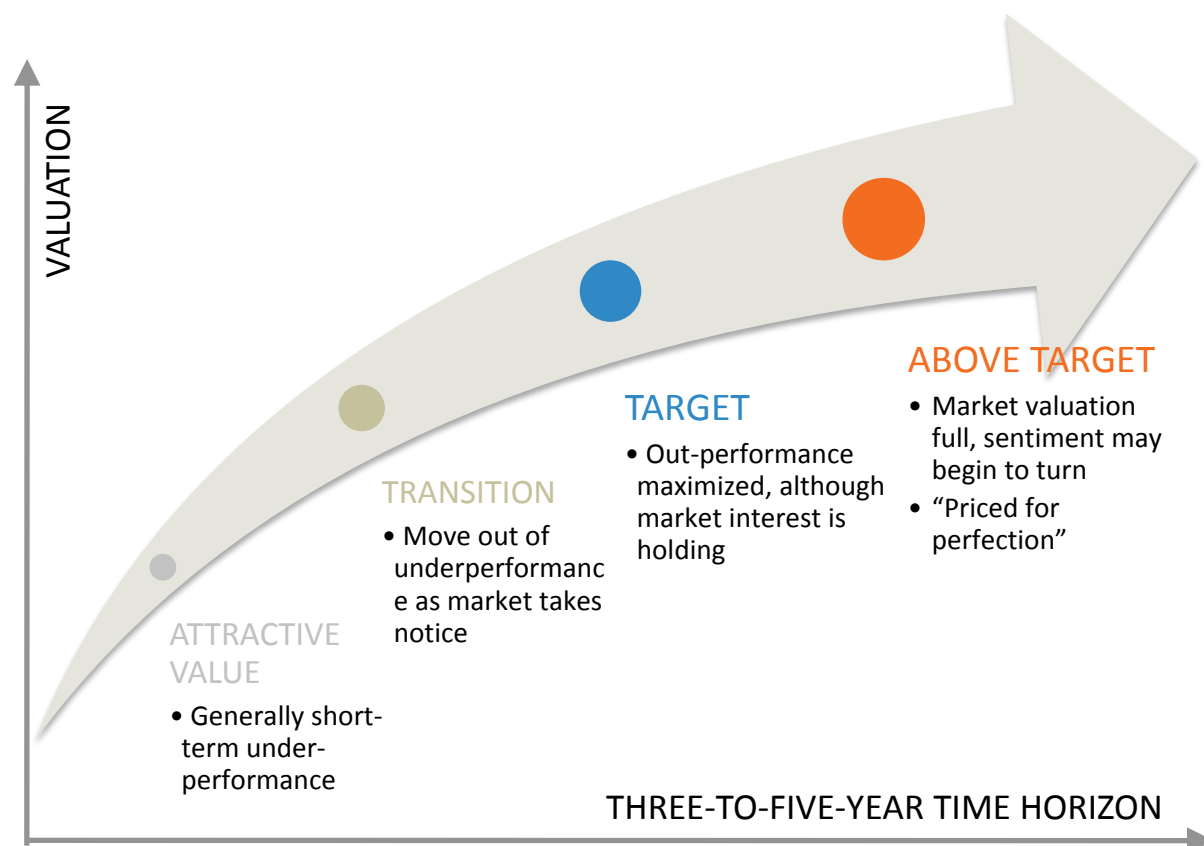 VALUATION
ABOVE TARGET
• Market valuation
full, sentiment may
begin to turn
• “Priced for
perfection”
TARGET
• Out-performance
maximized, although
market interest is
holding
TRANSITION
• Move out of
underperformanc
e as market takes
notice
ATTRACTIVE
VALUE
• Generally short-
term under-
performance
THREE-TO-FIVE-YEAR TIME HORIZON